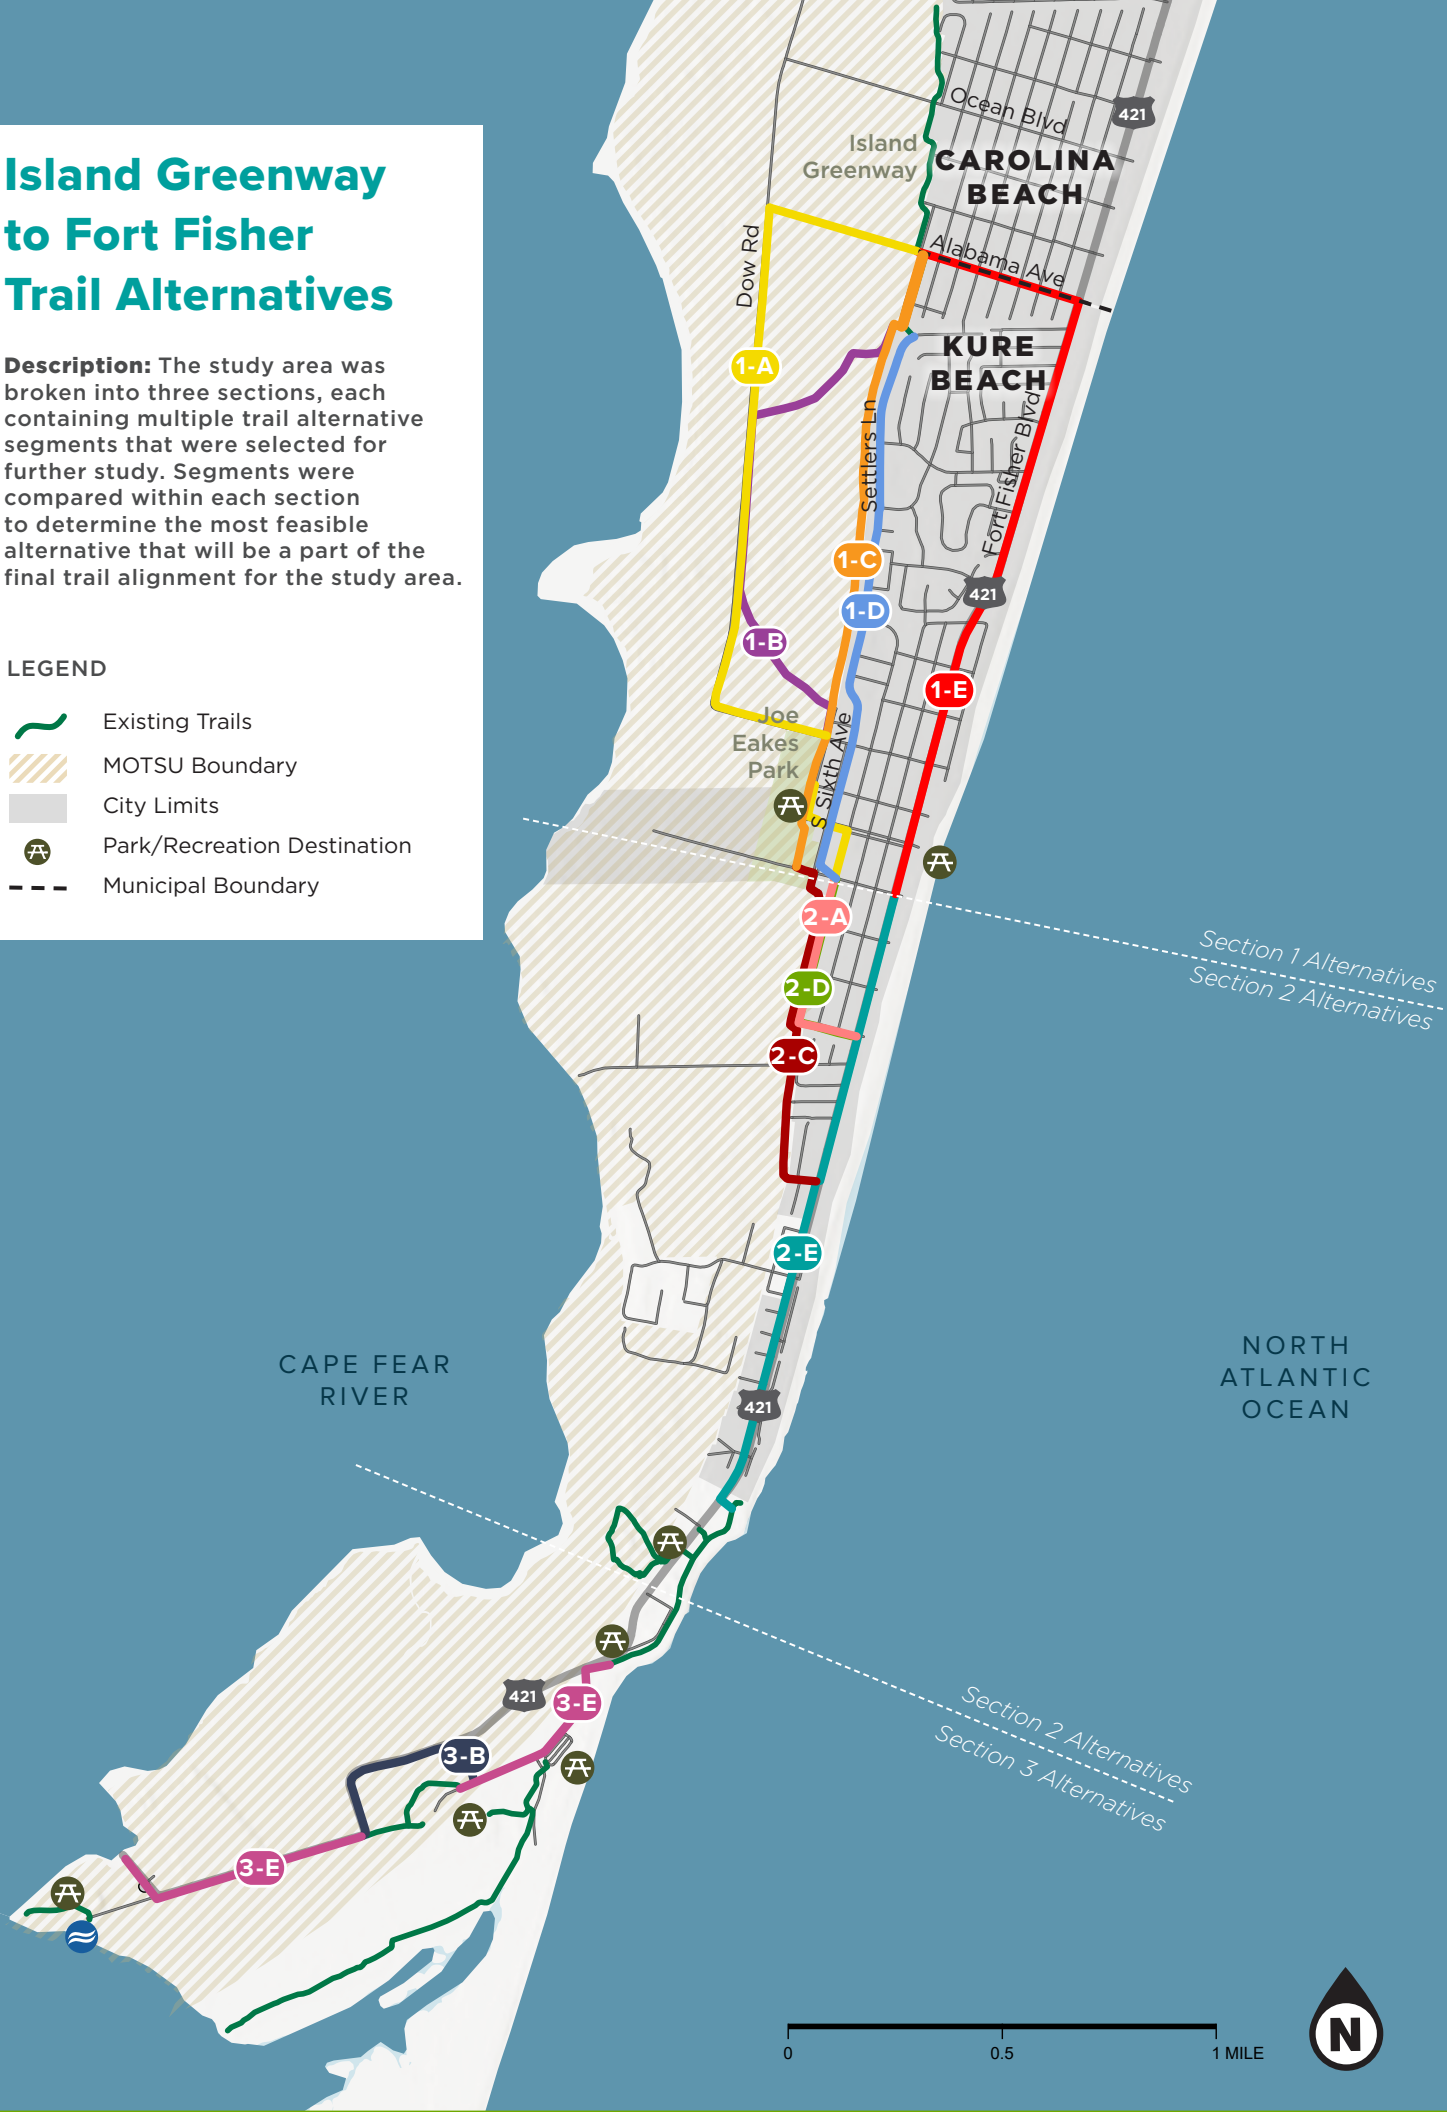 Island Greenway
to Fort Fisher
Trail Alternatives
Description: The study area was
broken into three sections, each
containing multiple trail alternative
segments that were selected for
further study. Segments were
compared within each section
to determine the most feasible
alternative that will be a part of the
final trail alignment for the study area.
LEGEND
Existing Trails
MOTSU Boundary
City Limits
Park/Recreation Destination
Municipal Boundary
Ocean Blvd
421
Island
Greenway
CAROLINA
BEACH
Alabama Ave
Dow Rd
KURE
BEACH
1-A
Settlers Ln
Fort Fisher Blvd
1-C
421
1-D
1-B
1-E
Joe
Eakes
Park
S Sixth Ave
2-A
Section 1 Alternatives
Section 2 Alternatives
2-D
2-C
2-E
CAPE FEAR
RIVER
NORTH
ATLANTIC
OCEAN
421
421
3-E
Section 2 Alternatives
Section 3 Alternatives
3-B
3-E
N
0
0.5
1 MILE